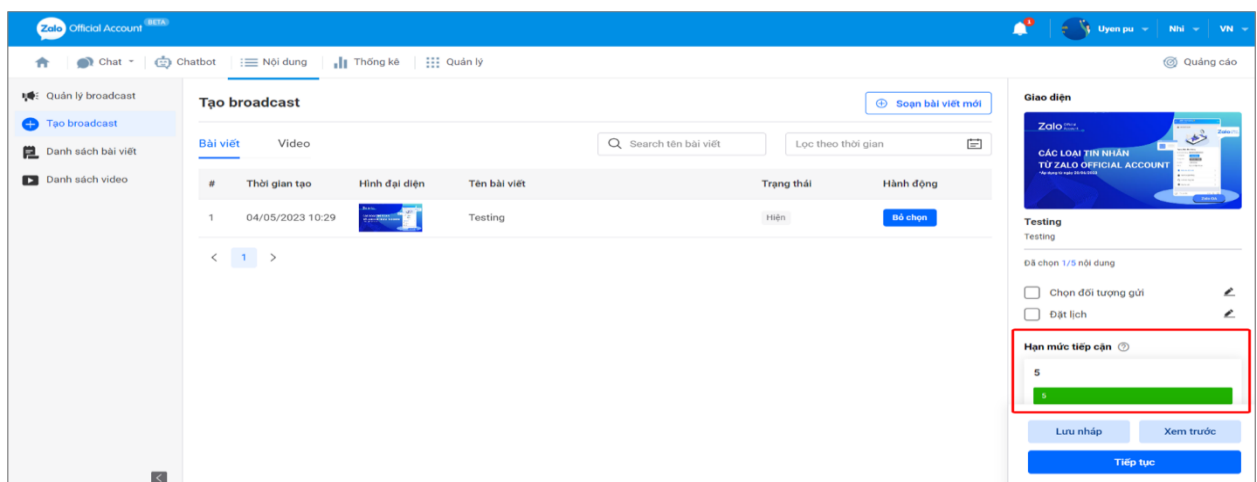 Zalo Official Account BETA
1
Uyen pu
Nhi
VN
Chat
Chatbot
Nội dung
Thống kê
Quản lý
Quảng cáo
Quản lý broadcast
Tạo broadcast
Danh sách bài viết
Danh sách video
Tạo broadcast
Soạn bài viết mới
Bài viết Video
Search tên bài viết
Lọc theo thời gian
# Thời gian tạo Hình đại diện Tên bài viết Trạng thái Hành động
1 04/05/2023 10:29 Testing Hiện Bỏ chọn
< 1 >
Giao diện
Zalo
CÁC LOẠI TIN NHẮN
TỪ ZALO OFFICIAL ACCOUNT
Testing
Testing
Đã chọn 1/5 nội dung
Chọn đối tượng gửi
Đặt lịch
Hạn mức tiếp cận ?
5
5
Lưu nháp Xem trước
Tiếp tục